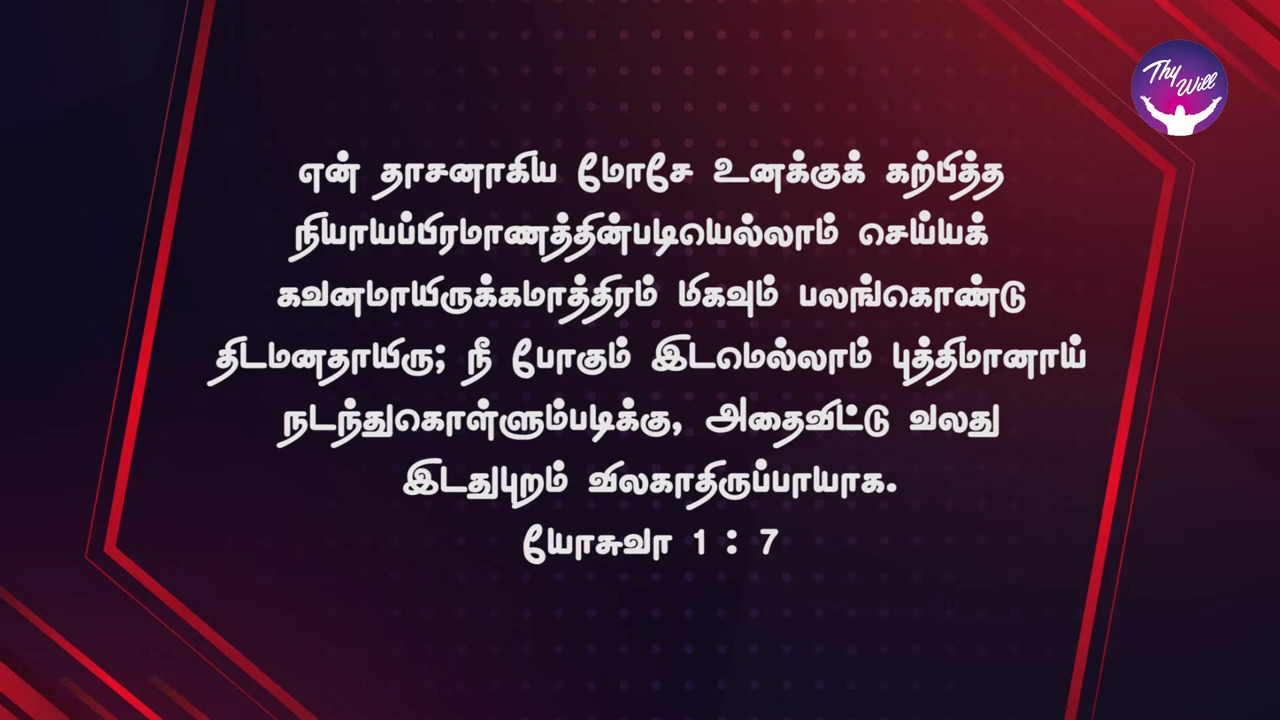 Thy
Will
என் தாசனாகிய மோசே உனக்குக் கற்பித்த
நியாயப்பிரமாணத்தின்படியெல்லாம் செய்யக்
கவனமாயிருக்கமாத்திரம் மிகவும் பலங்கொண்டு
திடமனதாயிரு; நீ போகும் இடமெல்லாம் புத்திமானாய்
நடந்துகொள்ளும்படிக்கு, அதைவிட்டு வலது
இடதுபுறம் விலகாதிருப்பாயாக.
யோசுவா 1 : 7